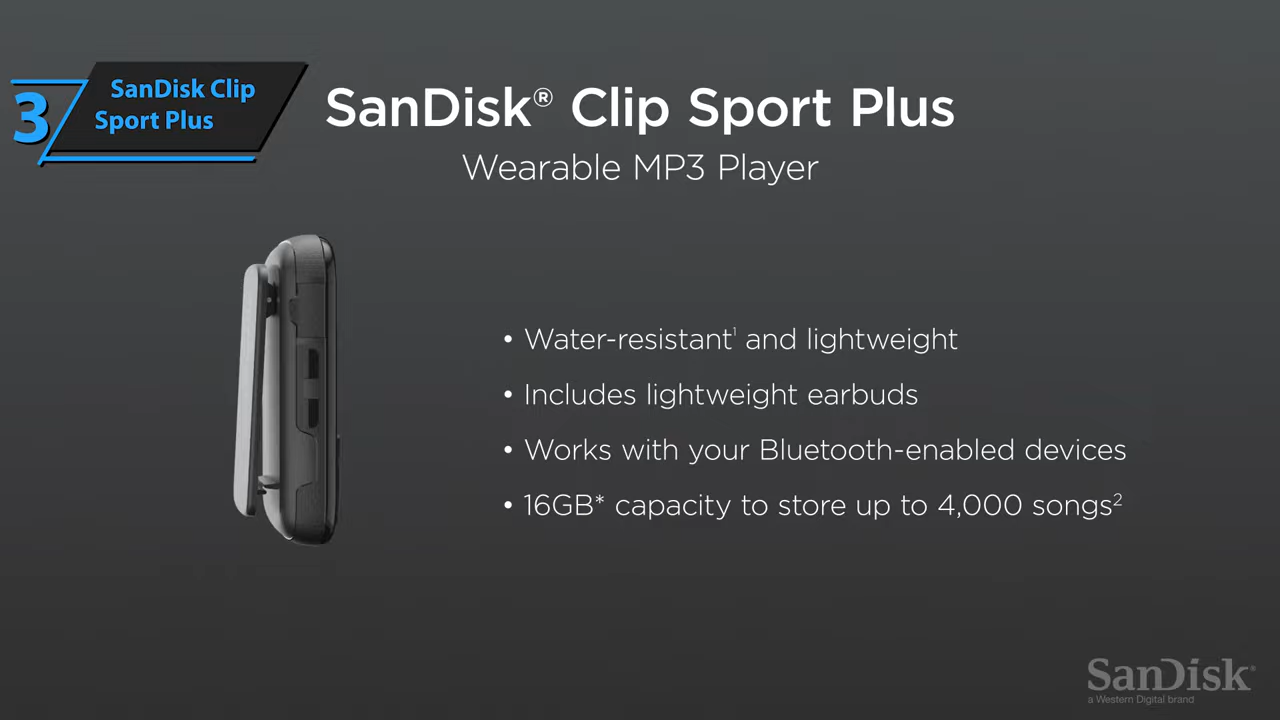 3
SanDisk Clip
Sport Plus
SanDisk® Clip Sport Plus
Wearable MP3 Player
• Water-resistant¹ and lightweight
• Includes lightweight earbuds
• Works with your Bluetooth-enabled devices
• 16GB* capacity to store up to 4,000 songs²
SanDisk®
a Western Digital brand